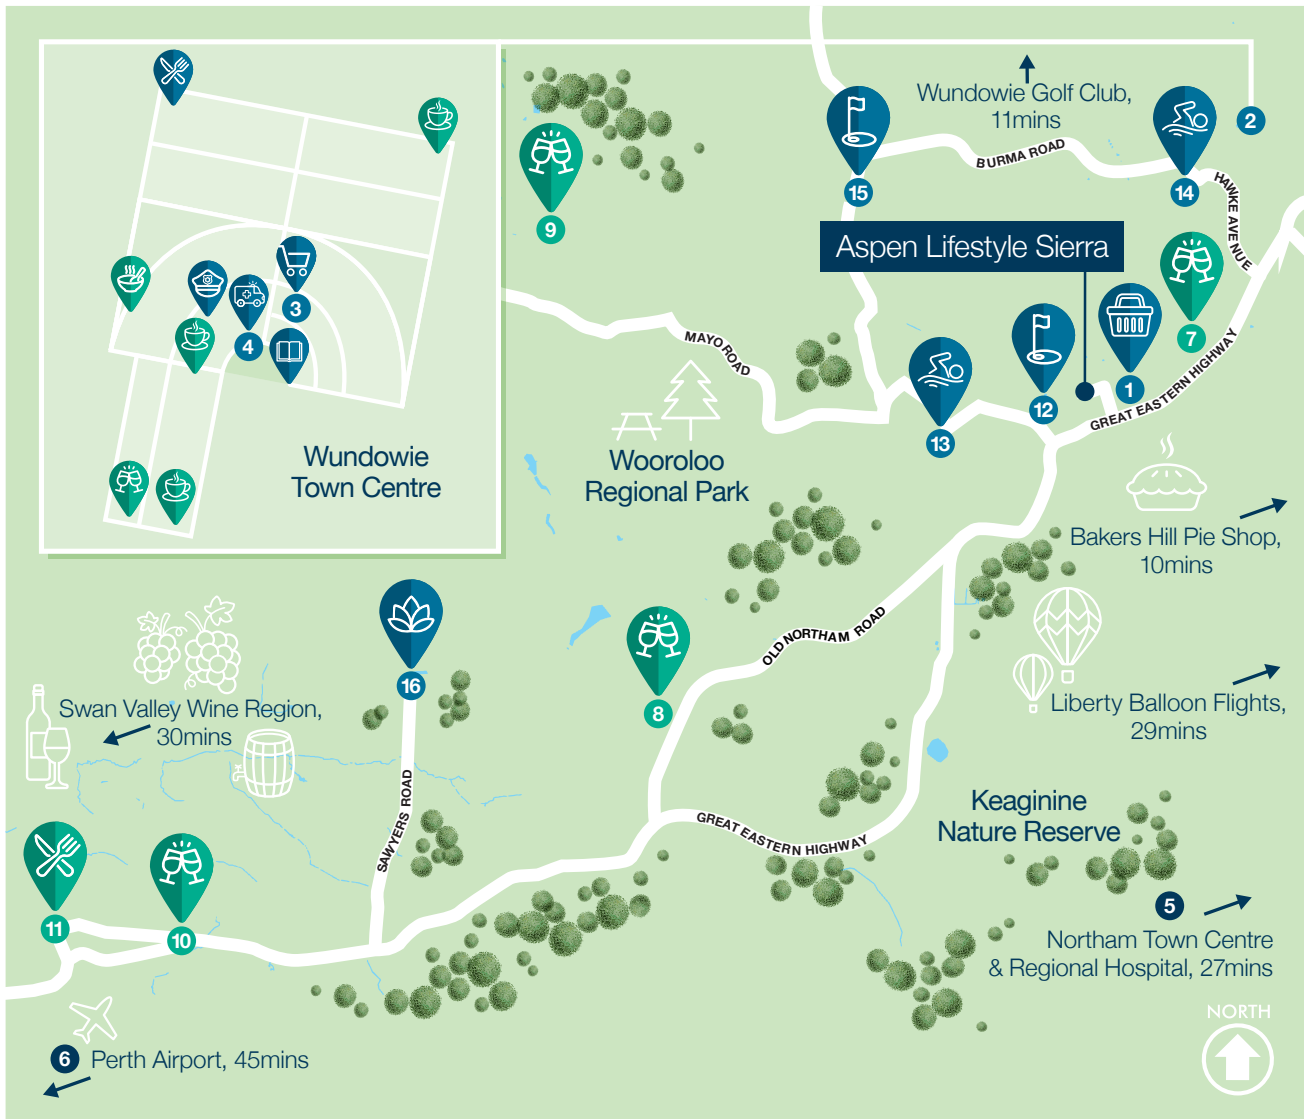 Wundowie Golf Club,
11mins
2
BURMA ROAD
15
14
HAWKE AVENUE
9
Aspen Lifestyle Sierra
3
4
7
MAYO ROAD
GREAT EASTERN HIGHWAY
1
12
13
Wundowie
Town Centre
Wooroloo
Regional Park
Bakers Hill Pie Shop,
10mins
OLD NORTHAM ROAD
16
8
Liberty Balloon Flights,
29mins
Swan Valley Wine Region,
30mins
SAWYERS ROAD
Keaginine
Nature Reserve
GREAT EASTERN HIGHWAY
11
10
5
Northam Town Centre
& Regional Hospital, 27mins
NORTH
6 Perth Airport, 45mins